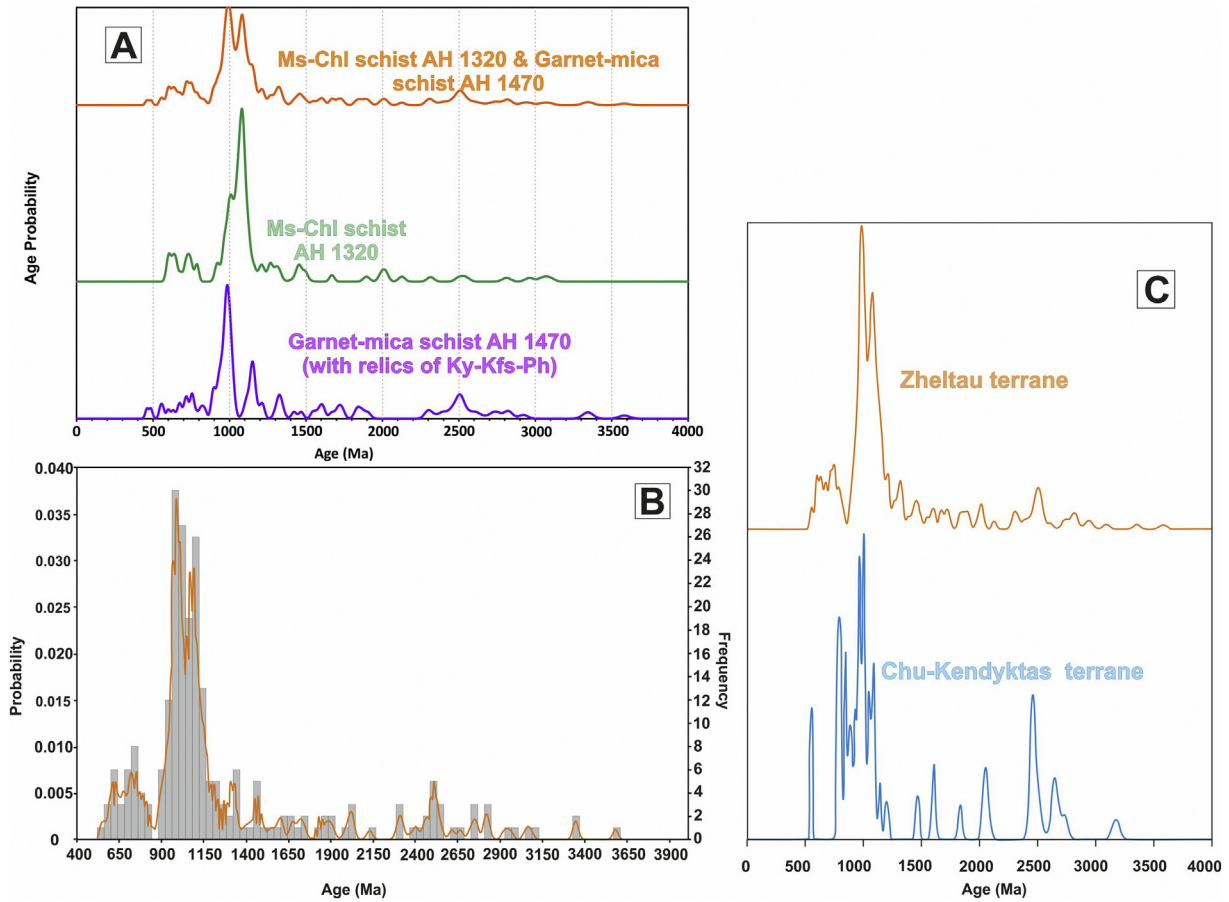 A
Ms-Chl schist AH 1320 & Garnet-mica
schist AH 1470
Age Probability
Ms-Chl schist
AH 1320
Garnet-mica schist AH 1470
(with relics of Ky-Kfs-Ph)
0 500 1000 1500 2000 2500 3000 3500 4000
Age (Ma)
B
Probability
0.040
0.035
0.030
0.025
0.020
0.015
0.010
0.005
0
32
30
28
26
24
22
20
18
16
14
12
10
8
6
4
2
0
Frequency
400 650 900 1150 1400 1650 1900 2150 2400 2650 2900 3150 3400 3650 3900
Age (Ma)
C
Zheltau terrane
Chu-Kendyktas terrane
0 500 1000 1500 2000 2500 3000 3500 4000
Age (Ma)